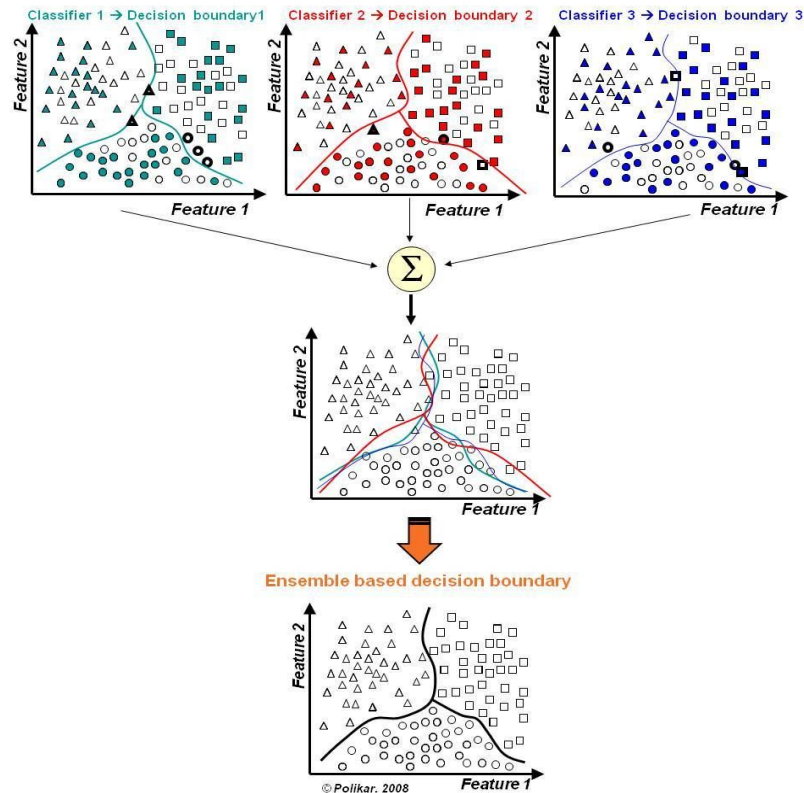 Classifier 1 → Decision boundary1
Classifier 2 → Decision boundary 2
Classifier 3 → Decision boundary 3
Feature 2
Feature 1
Feature 2
Feature 1
Feature 2
Feature 1
Σ
Feature 2
Feature 1
Ensemble based decision boundary
Feature 2
Feature 1
© Polikar, 2008